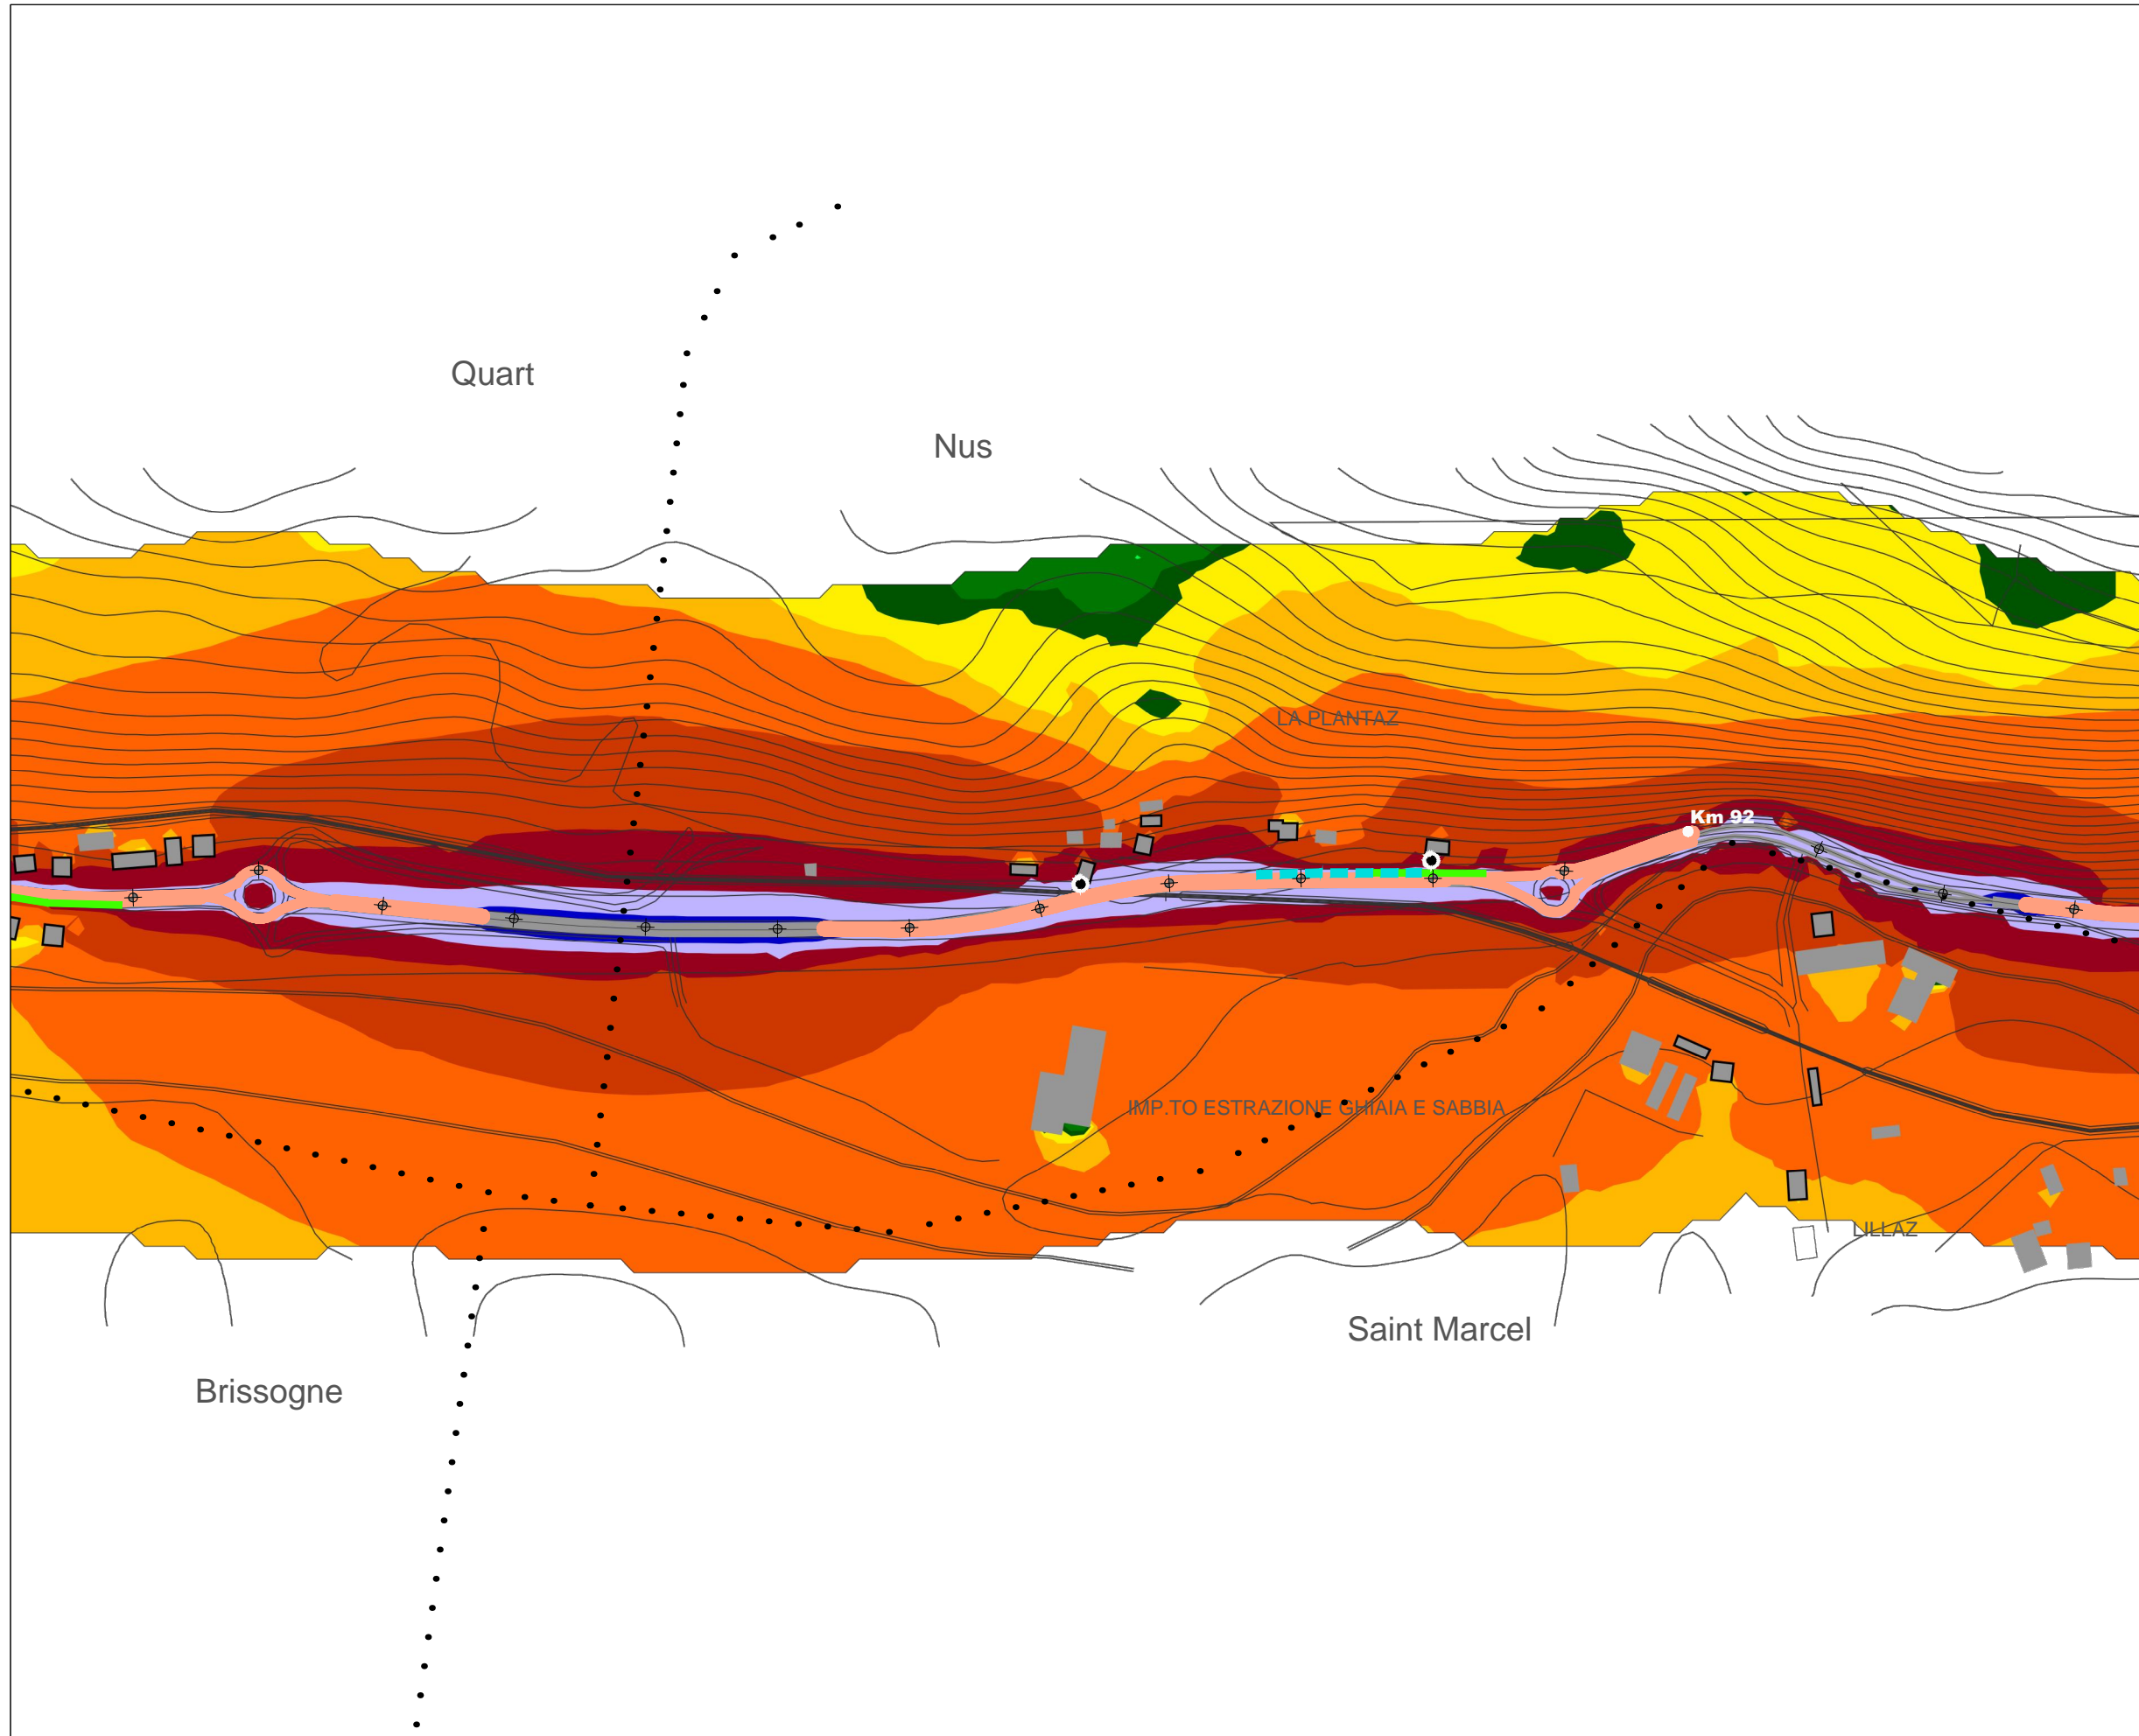 Quart
Nus
LA PLANTAZ
Km 92
IMP.TO ESTRAZIONE GHIAIA E SABBIA
LILLAZ
Saint Marcel
Brissogne